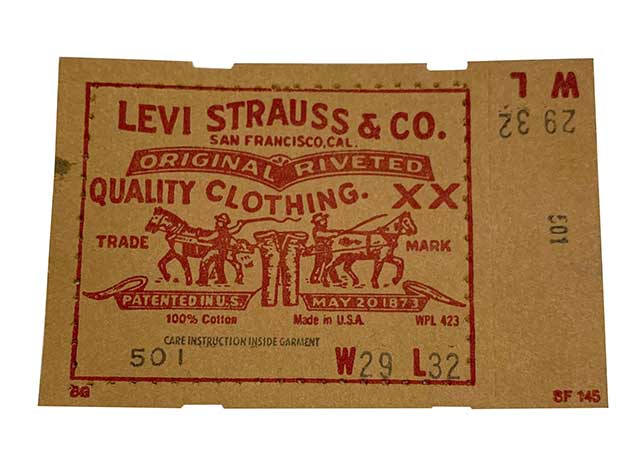 LEVI STRAUSS & CO.
SAN FRANCISCO, CAL.
ORIGINAL RIVETED
QUALITY CLOTHING. XX
TRADE MARK
PATENTED IN U.S. MAY 20 1873
100% Cotton Made in U.S.A. WPL 423
CARE INSTRUCTION INSIDE GARMENT
501 W29 L32
W L
29 32
501
SF 145